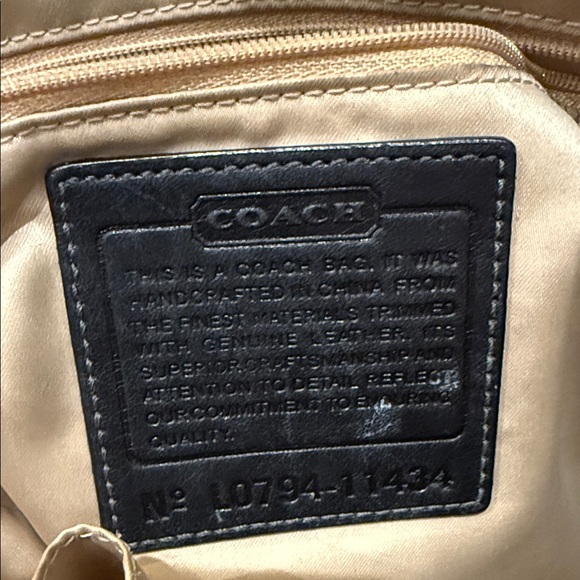 COACH
THIS IS A COACH BAG. IT WAS
HANDCRAFTED IN CHINA FROM
THE FINEST MATERIALS TRIMMED
WITH GENUINE LEATHER. ITS
SUPERIOR CRAFTSMANSHIP AND
ATTENTION TO DETAIL REFLECT
OUR COMMITMENT TO ENDURING
QUALITY.
Nº L0794-11434